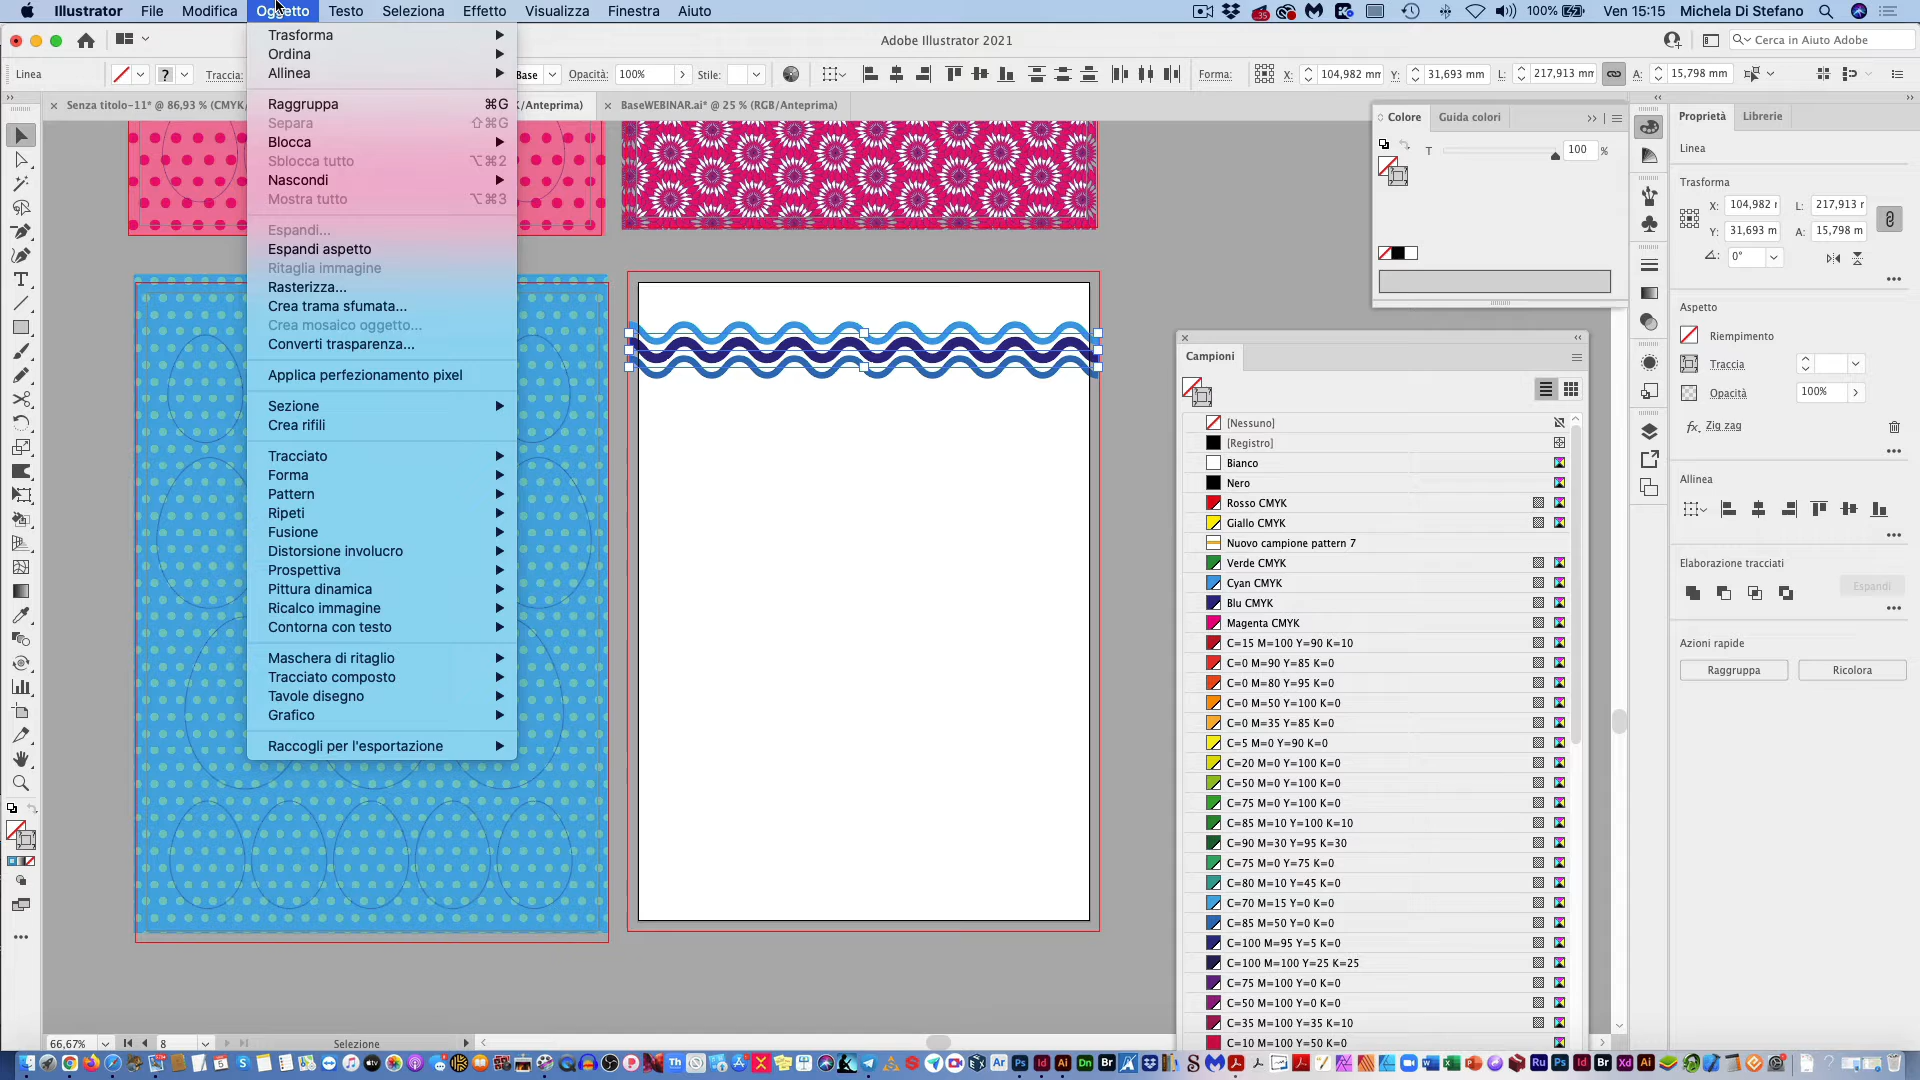 Illustrator File Modifica Oggetto Testo Seleziona Effetto Visualizza Finestra Aiuto
100% Ven 15:15 Michela Di Stefano
Adobe Illustrator 2021
Cerca in Aiuto Adobe
Linea Traccia: Base Opacità: 100% Stile: Forma: X: 104,982 mm Y: 31,693 mm L: 217,913 mm A: 15,798 mm
Senza titolo-11* @ 86,93 % (CMYK K/Anteprima) BaseWEBINAR.ai* @ 25 % (RGB/Anteprima)
Trasforma
Ordina
Allinea
Raggruppa ⌘G
Separa ⇧⌘G
Blocca
Sblocca tutto ⌥⌘2
Nascondi
Mostra tutto ⌥⌘3
Espandi...
Espandi aspetto
Ritaglia immagine
Rasterizza...
Crea trama sfumata...
Crea mosaico oggetto...
Converti trasparenza...
Applica perfezionamento pixel
Sezione
Crea rifili
Tracciato
Forma
Pattern
Ripeti
Fusione
Distorsione involucro
Prospettiva
Pittura dinamica
Ricalco immagine
Contorna con testo
Maschera di ritaglio
Tracciato composto
Tavole disegno
Grafico
Raccogli per l'esportazione
Colore Guida colori
T 100 %
Campioni
[Nessuno]
[Registro]
Bianco
Nero
Rosso CMYK
Giallo CMYK
Nuovo campione pattern 7
Verde CMYK
Cyan CMYK
Blu CMYK
Magenta CMYK
C=15 M=100 Y=90 K=10
C=0 M=90 Y=85 K=0
C=0 M=80 Y=95 K=0
C=0 M=50 Y=100 K=0
C=0 M=35 Y=85 K=0
C=5 M=0 Y=90 K=0
C=20 M=0 Y=100 K=0
C=50 M=0 Y=100 K=0
C=75 M=0 Y=100 K=0
C=85 M=10 Y=100 K=10
C=90 M=30 Y=95 K=30
C=75 M=0 Y=75 K=0
C=80 M=10 Y=45 K=0
C=70 M=15 Y=0 K=0
C=85 M=50 Y=0 K=0
C=100 M=95 Y=5 K=0
C=100 M=100 Y=25 K=25
C=75 M=100 Y=0 K=0
C=50 M=100 Y=0 K=0
C=35 M=100 Y=35 K=10
C=10 M=100 Y=50 K=0
Proprietà Librerie
Linea
Trasforma
X: 104,982 r L: 217,913 r
Y: 31,693 m A: 15,798 m
0°
Aspetto
Riempimento
Traccia
Opacità 100%
fx Zig zag
Allinea
Elaborazione tracciati
Espandi
Azioni rapide
Raggruppa Ricolora
66,67% 8 Selezione